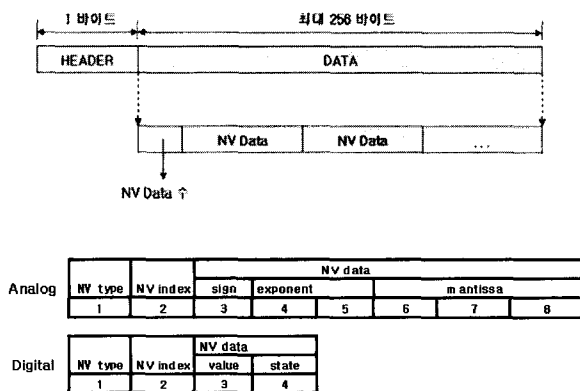 1 바이트 최대 256 바이트
HEADER DATA
NV Data NV Data ...
NV Data 수
NV data
Analog NV type NV index sign exponent mantissa
1 2 3 4 5 6 7 8
NV data
Digital NV type NV index value state
1 2 3 4